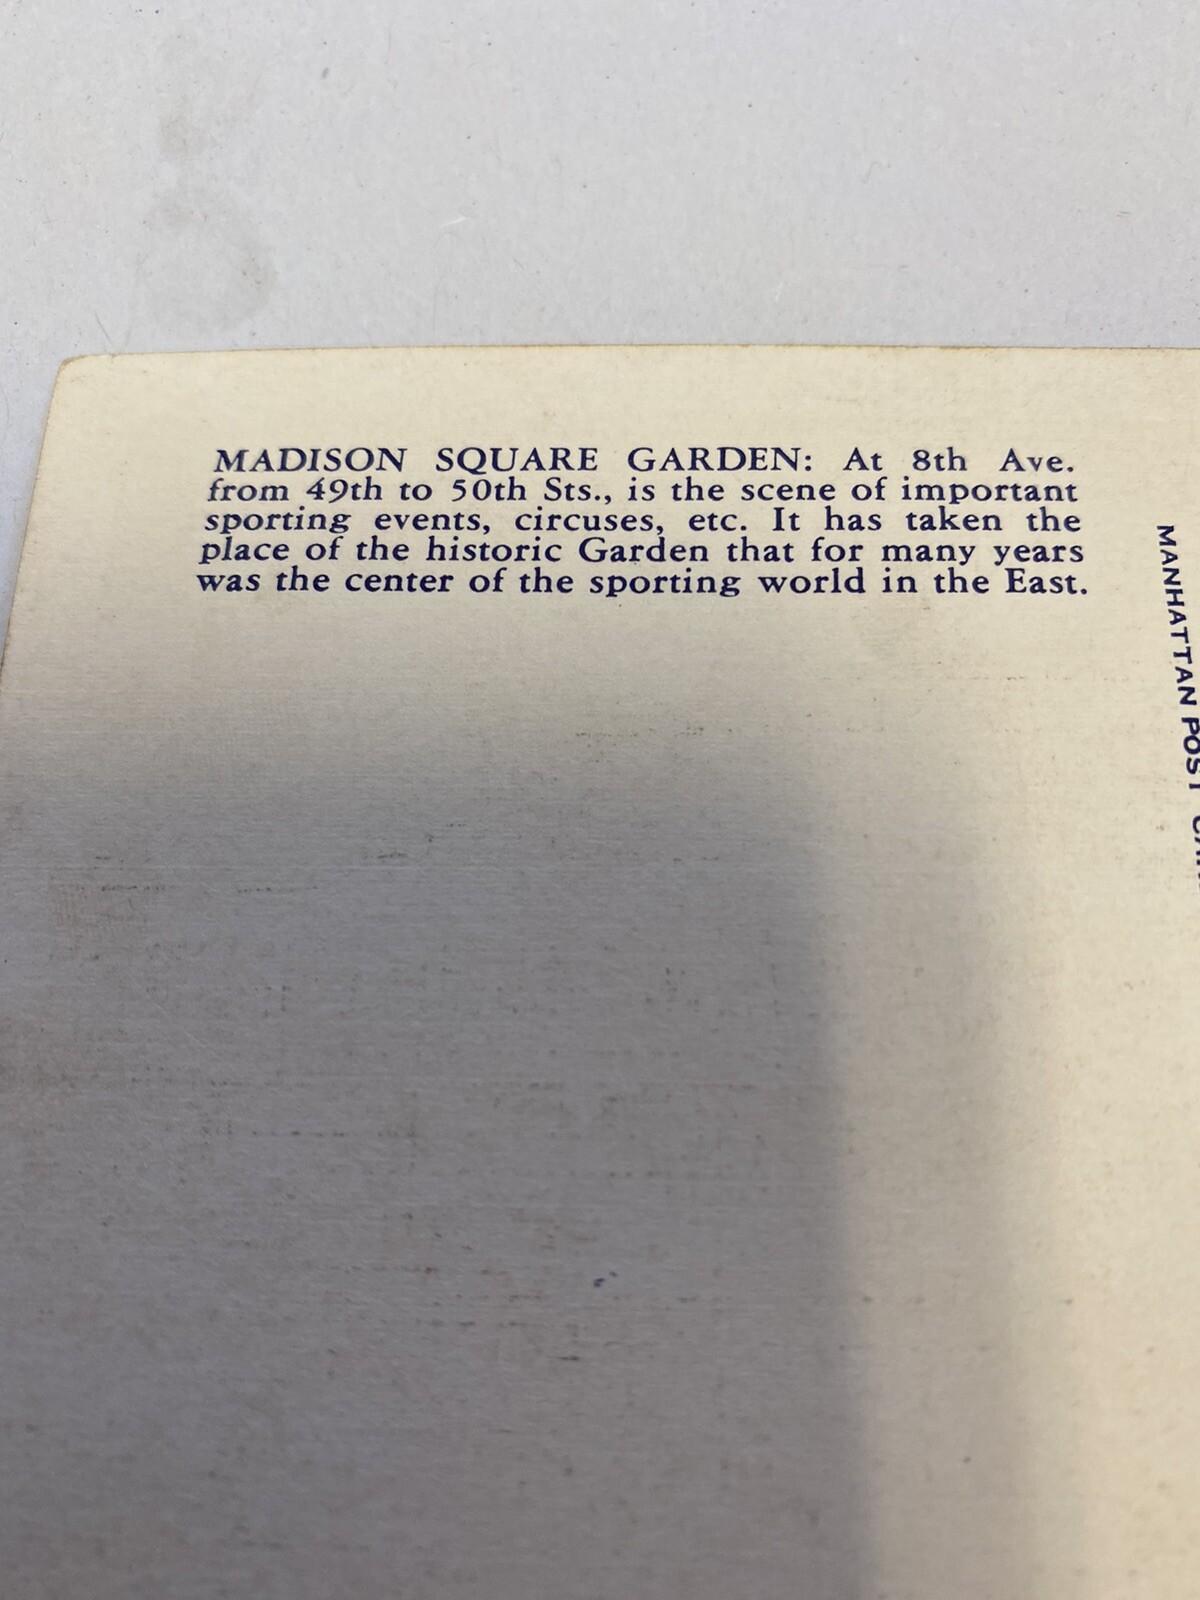 MADISON SQUARE GARDEN: At 8th Ave.
from 49th to 50th Sts., is the scene of important
sporting events, circuses, etc. It has taken the
place of the historic Garden that for many years
was the center of the sporting world in the East.
MANHATTAN POST